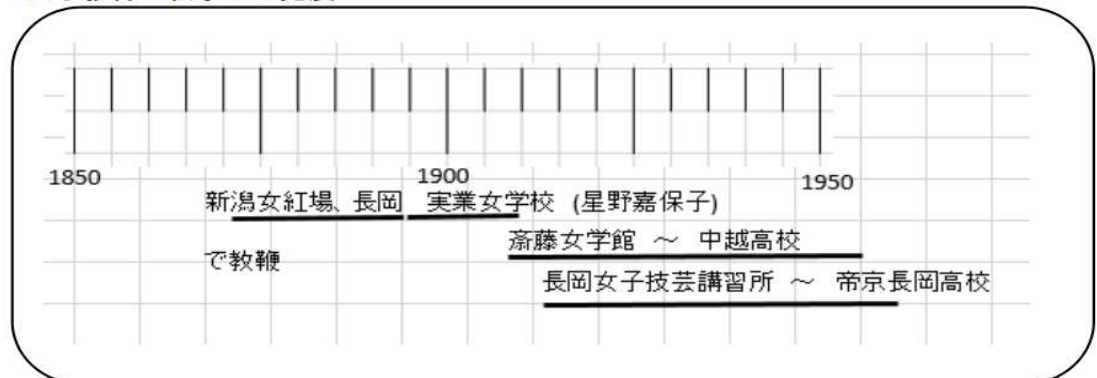 1850 1900 1950
新潟女紅場、長岡 実業女学校 (星野嘉保子)
で教鞭
斎藤女学館 ～ 中越高校
長岡女子技芸講習所 ～ 帝京長岡高校